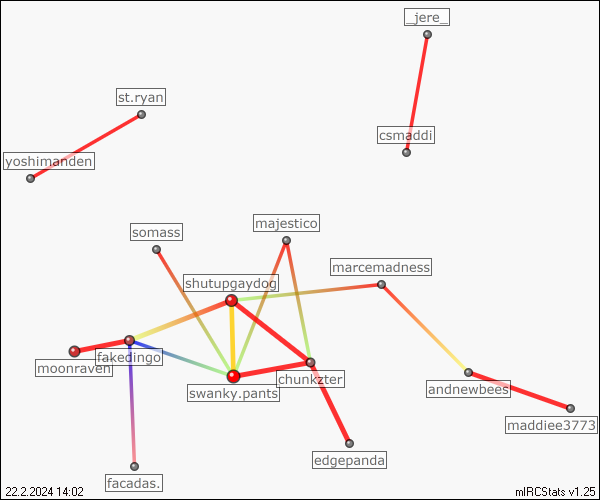 _jere_
st.ryan
csmaddi
yoshimanden
majestico
somass
marcemadness
shutupgaydog
fakedingo
moonraven
chunkzter
swanky.pants
andnewbees
maddiee3773
edgepanda
facadas.
22.2.2024 14:02
mIRCStats v1.25